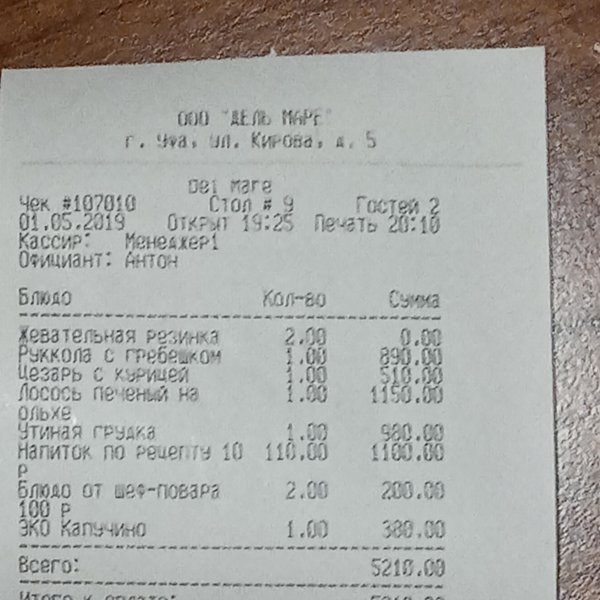 ООО "ДЕЛЬ МАРЕ"
г. Уфа, ул. Кирова, д. 5
Del Mare
Чек #107010 Стол # 9 Гостей 2
01.05.2019 Открыт 19:25 Печать 20:10
Кассир: Менеджер1
Официант: Антон
Блюдо Кол-во Сумма
Жевательная резинка 2.00 0.00
Руккола с гребешком 1.00 890.00
Цезарь с курицей 1.00 510.00
Лосось печеный на 1.00 1150.00
ольхе
Утиная грудка 1.00 980.00
Напиток по рецепту 10 110.00 1100.00
Р
Блюдо от шеф-повара 2.00 200.00
100 Р
ЭКО Капучино 1.00 380.00
Всего: 5210.00
Итого к оплате: